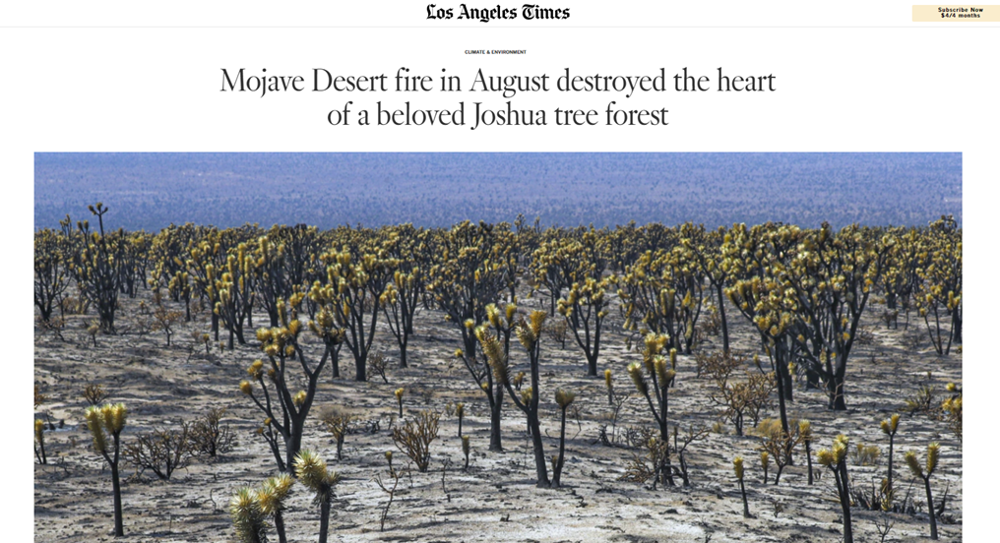 Los Angeles Times
Subscribe Now
$4/4 months
CLIMATE & ENVIRONMENT
Mojave Desert fire in August destroyed the heart
of a beloved Joshua tree forest